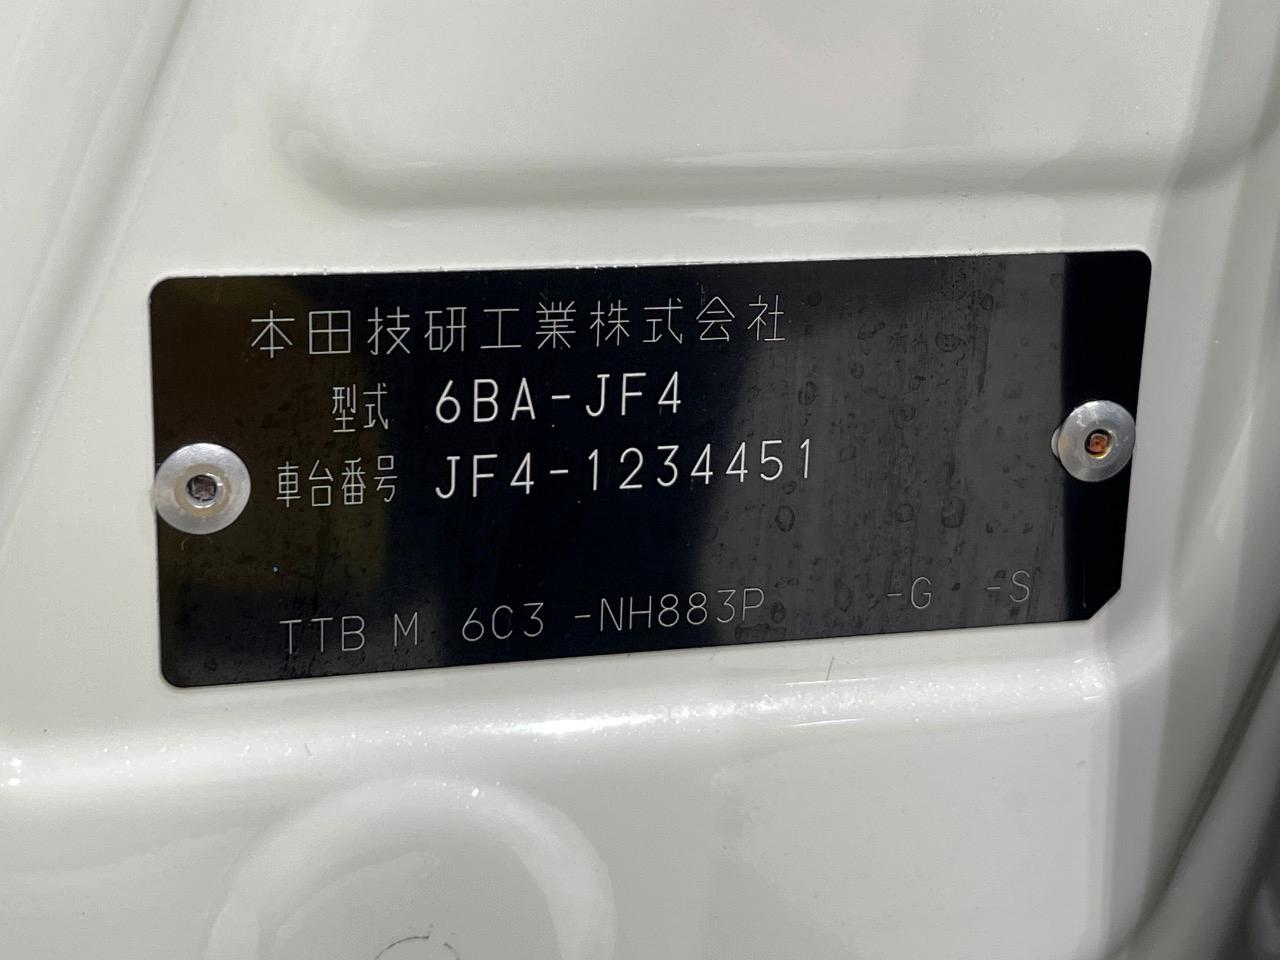 本田技研工業株式会社
型式 6BA-JF4
車台番号 JF4-1234451
TTB M 6C3 -NH883P -G -S